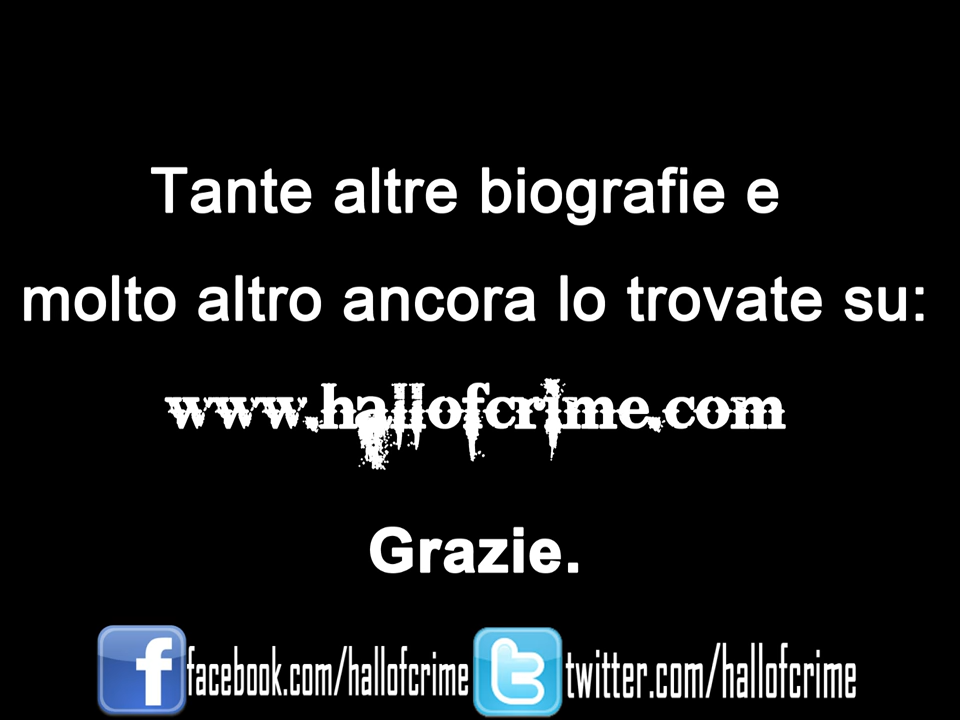 Tante altre biografie e
molto altro ancora lo trovate su:
www.hallofcrime.com
Grazie.
facebook.com/hallofcrime twitter.com/hallofcrime